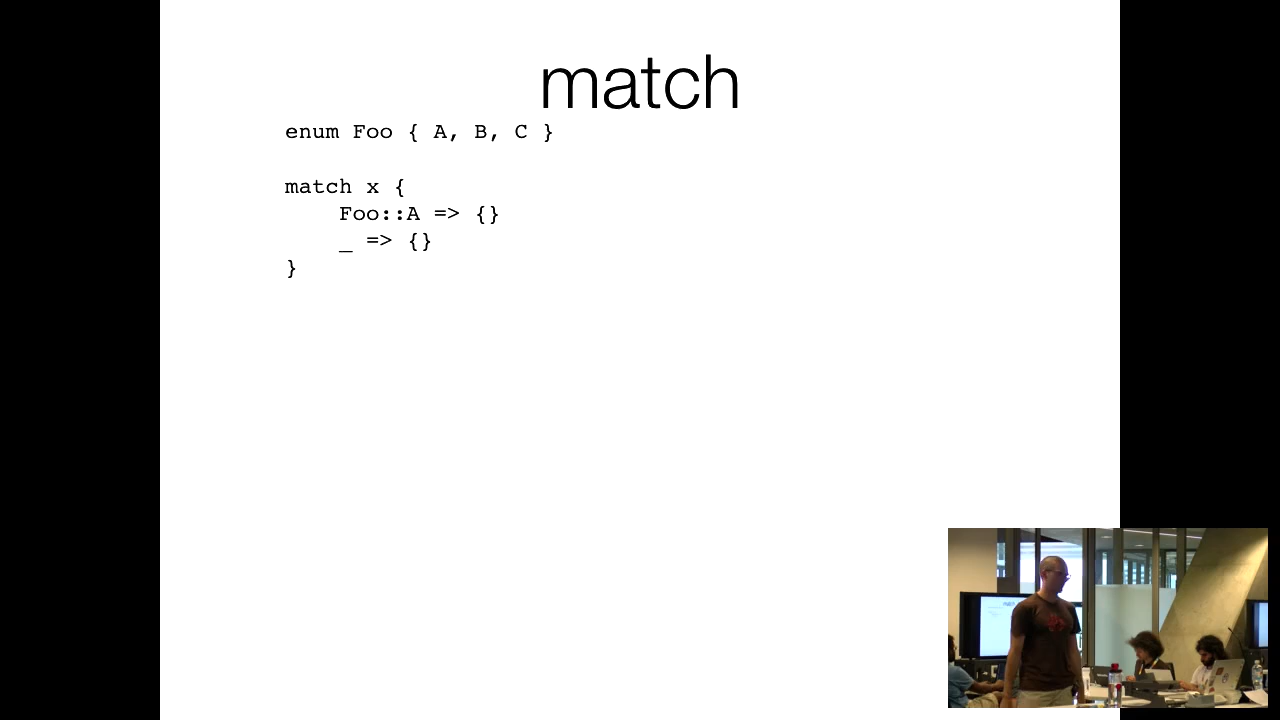 match
enum Foo { A, B, C }
match x {
    Foo::A => {}
    _ => {}
}